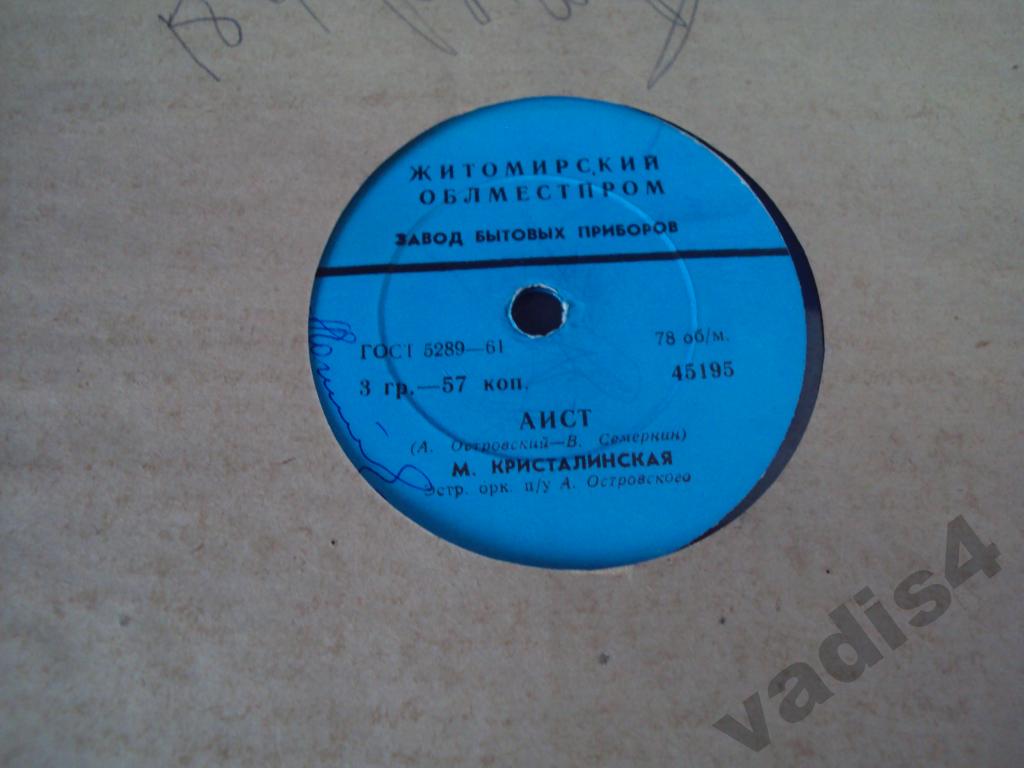 ЖИТОМИРСКИЙ
ОБЛМЕСТПРОМ
ЗАВОД БЫТОВЫХ ПРИБОРОВ
ГОСТ 5289—61
78 об/м.
3 гр.—57 коп.
45195
АИСТ
(А. Островский—В. Семернин)
М. КРИСТАЛИНСКАЯ
Эстр. орк. п/у А. Островского
vadis4